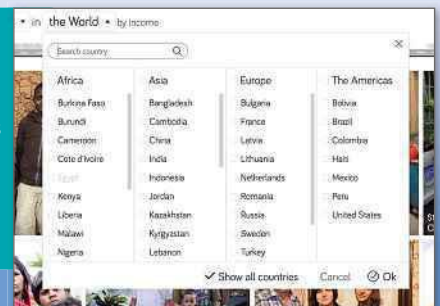 • in the World • by income
Search country
Africa
Burkina Faso
Burundi
Cameroon
Cote d'Ivoire
Egypt
Kenya
Liberia
Malawi
Nigeria
Asia
Bangladesh
Cambodia
China
India
Indonesia
Jordan
Kazakhstan
Kyrgyzstan
Lebanon
Europe
Bulgaria
France
Latvia
Lithuania
Netherlands
Romania
Russia
Sweden
Turkey
The Americas
Bolivia
Brazil
Colombia
Haiti
Mexico
Peru
United States
Show all countries Cancel Ok